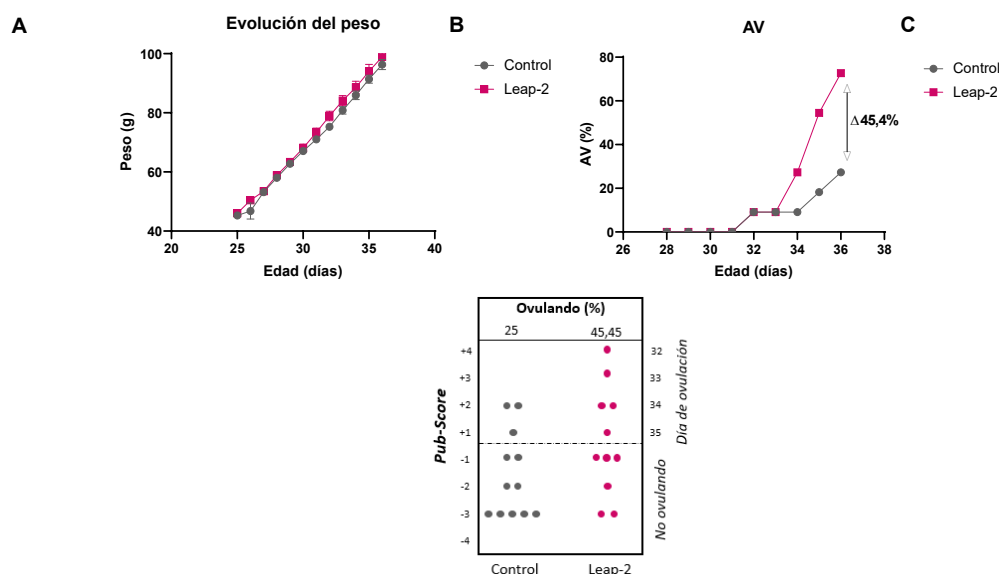 A
Evolución del peso
100
80
60
40
20
25
30
35
40
Peso (g)
Edad (días)
Control
Leap-2
B
AV
80
60
40
20
0
26
28
30
32
34
36
38
AV (%)
Edad (días)
Δ 45,4%
C
Control
Leap-2
Ovulando (%)
25 45,45
+4 32
+3 33
+2 34
+1 35
-1
-2
-3
-4
Pub-Score
Día de ovulación
No ovulando
Control Leap-2